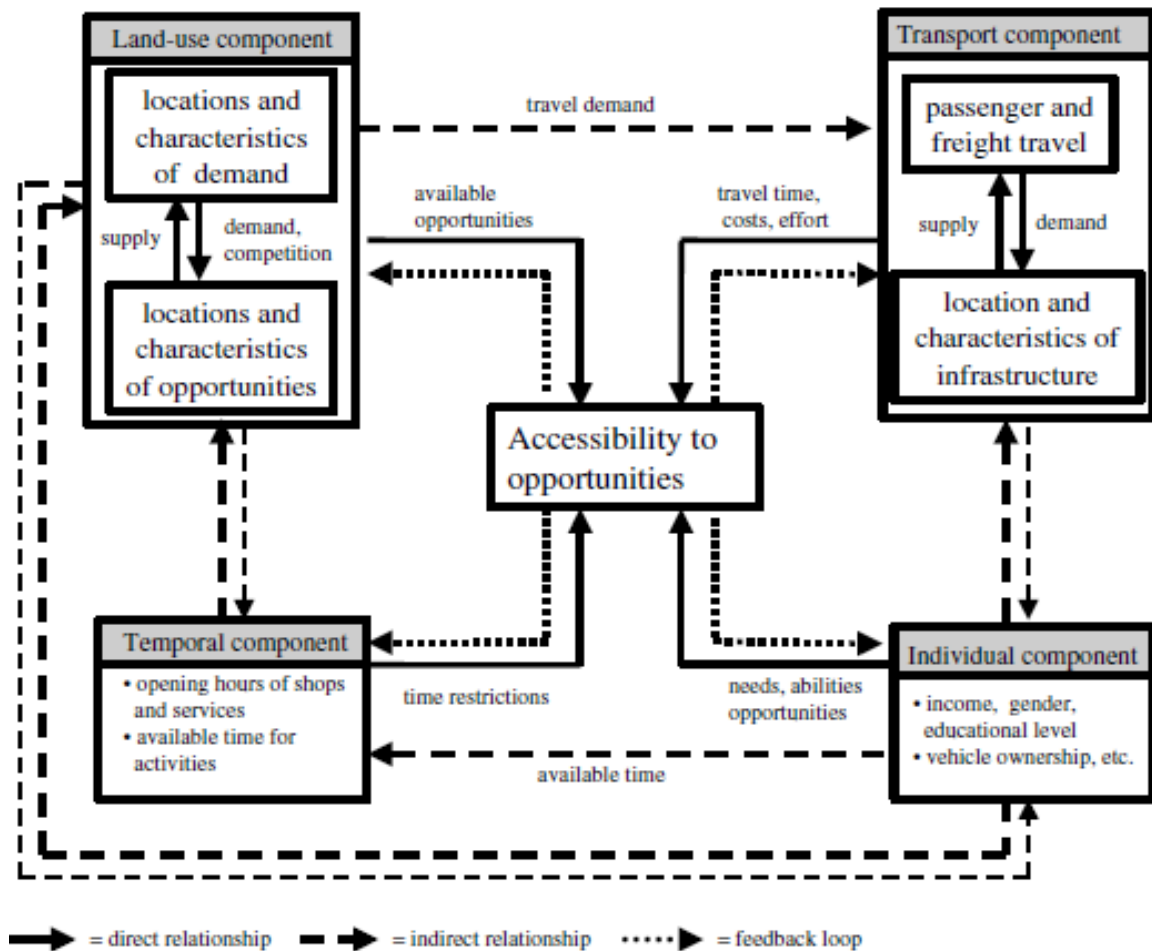 Land-use component
locations and
characteristics
of demand
supply
demand,
competition
locations and
characteristics
of opportunities
travel demand
available
opportunities
travel time,
costs, effort
Transport component
passenger and
freight travel
supply
demand
location and
characteristics of
infrastructure
Accessibility to
opportunities
Temporal component
• opening hours of shops
and services
• available time for
activities
time restrictions
needs, abilities
opportunities
available time
Individual component
• income, gender,
educational level
• vehicle ownership, etc.
= direct relationship
= indirect relationship
= feedback loop